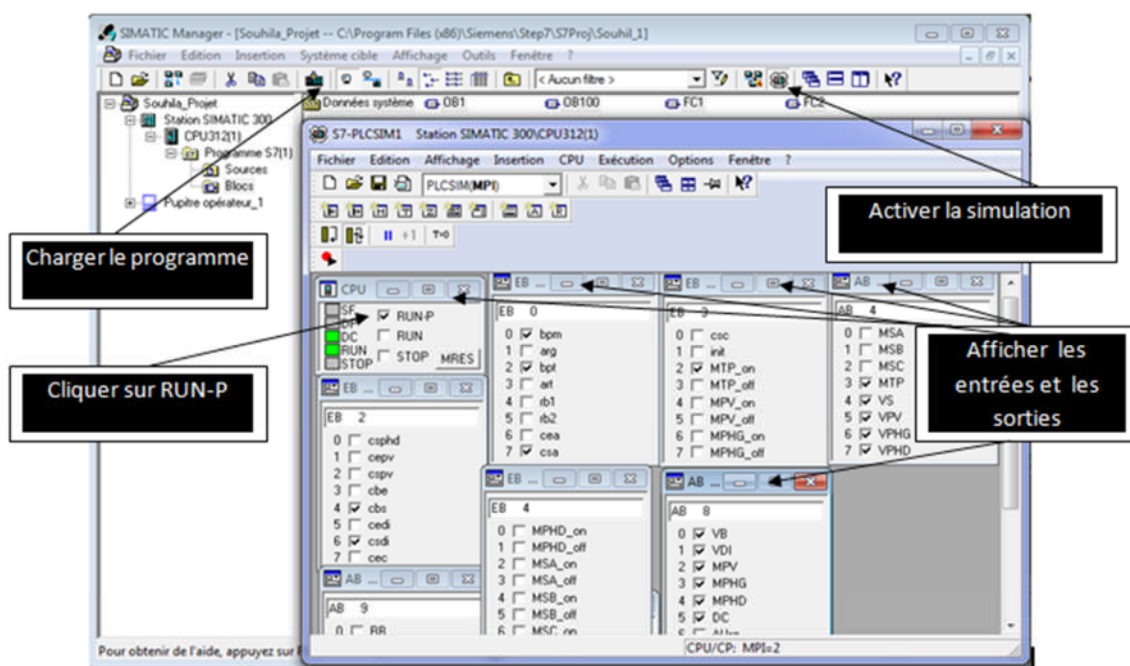 SIMATIC Manager - [Souhila_Projet -- C:\Program Files (x86)\Siemens\Step7\S7Proj\Souhil_1]
Fichier Edition Insertion Système cible Affichage Outils Fenêtre ?
< Aucun filtre >
Souhila_Projet
Station SIMATIC 300
CPU312(1)
Programme S7(1)
Sources
Blocs
Pupitre opérateur_1
Données système OB1 OB100 FC1 FC2
S7-PLCSIM1 Station SIMATIC 300\CPU312(1)
Fichier Edition Affichage Insertion CPU Exécution Options Fenêtre ?
PLCSIM(MPI)
+1 T=0
Charger le programme
Activer la simulation
Cliquer sur RUN-P
Afficher les
entrées et les
sorties
CPU
SF
DP
DC
RUN
STOP
RUN-P
RUN
STOP MRES
EB ...
EB 0
0 bpm
1 arg
2 bpt
3 art
4 rb1
5 rb2
6 cea
7 csa
EB ...
EB 3
0 csc
1 init
2 MTP_on
3 MTP_off
4 MPV_on
5 MPV_off
6 MPHG_on
7 MPHG_off
AB ...
AB 4
0 MSA
1 MSB
2 MSC
3 MTP
4 VS
5 VPV
6 VPHG
7 VPHD
EB ...
EB 2
0 csphd
1 cepv
2 cspv
3 cbe
4 cbs
5 cedi
6 csdi
7 cec
EB ...
EB 4
0 MPHD_on
1 MPHD_off
2 MSA_on
3 MSA_off
4 MSB_on
5 MSB_off
6 MSC_on
AB ...
AB 8
0 VB
1 VDI
2 MPV
3 MPHG
4 MPHD
5 DC
AB ...
AB 9
0 BB
CPU/CP: MPI=2
Pour obtenir de l'aide, appuyez sur